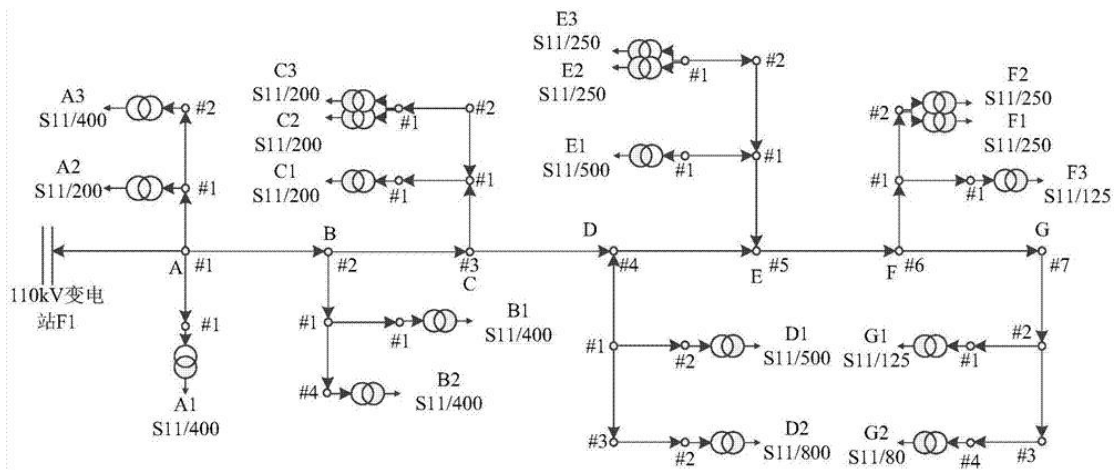 E3
S11/250
E2
S11/250
#1
#2
E1
S11/500
#1
#1
C3
S11/200
C2
S11/200
#1
#2
C1
S11/200
#1
#1
A3
S11/400
#2
A2
S11/200
#1
F2
S11/250
F1
S11/250
#2
#1
#1
F3
S11/125
A
#1
B
#2
#3
C
D
#4
E
#5
F
#6
G
#7
110kV变电
站F1
#1
A1
S11/400
#1
#1
B1
S11/400
#4
B2
S11/400
#1
#2
D1
S11/500
#3
#2
D2
S11/800
G1
S11/125
#1
#2
G2
S11/80
#4
#3